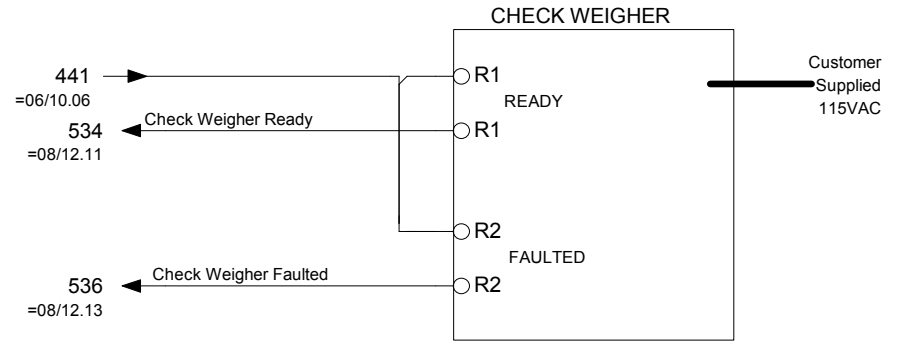 CHECK WEIGHER
441
=06/10.06
R1
READY
Customer
Supplied
115VAC
534
=08/12.11
Check Weigher Ready
R1
R2
FAULTED
536
=08/12.13
Check Weigher Faulted
R2